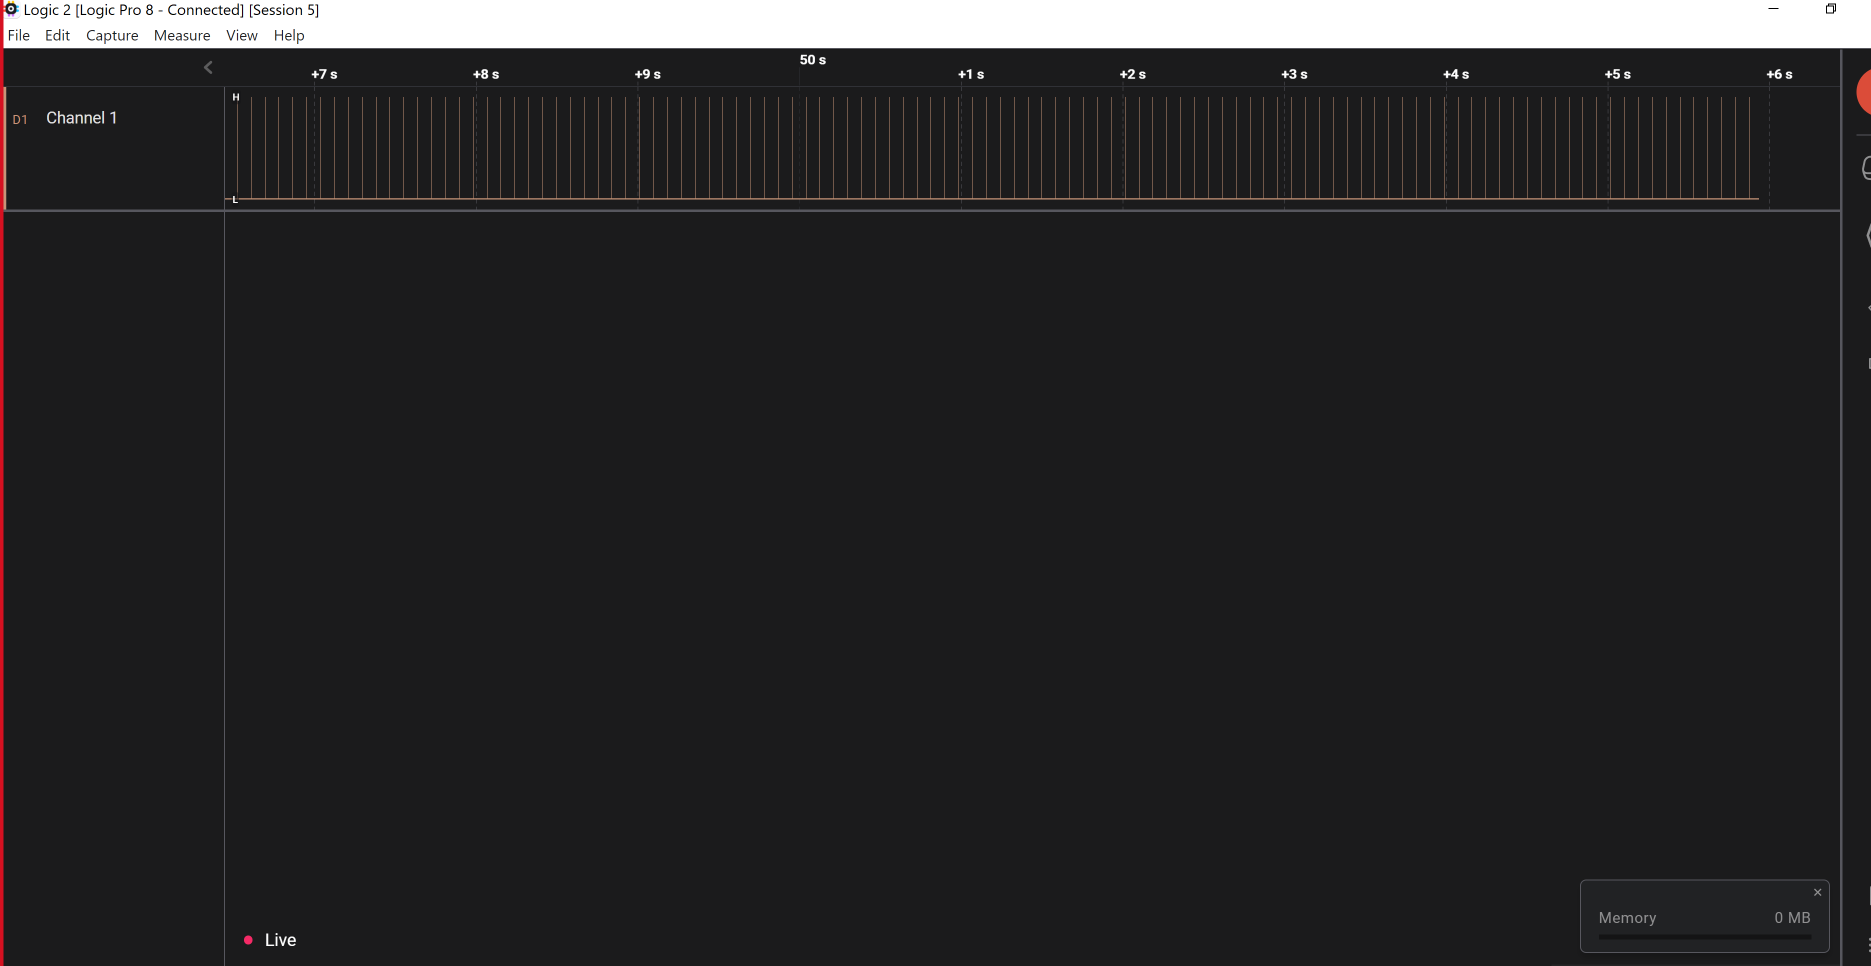 Logic 2 [Logic Pro 8 - Connected] [Session 5]
File Edit Capture Measure View Help
50 s
+7 s +8 s +9 s +1 s +2 s +3 s +4 s +5 s +6 s
H
D1 Channel 1
L
Memory 0 MB
Live